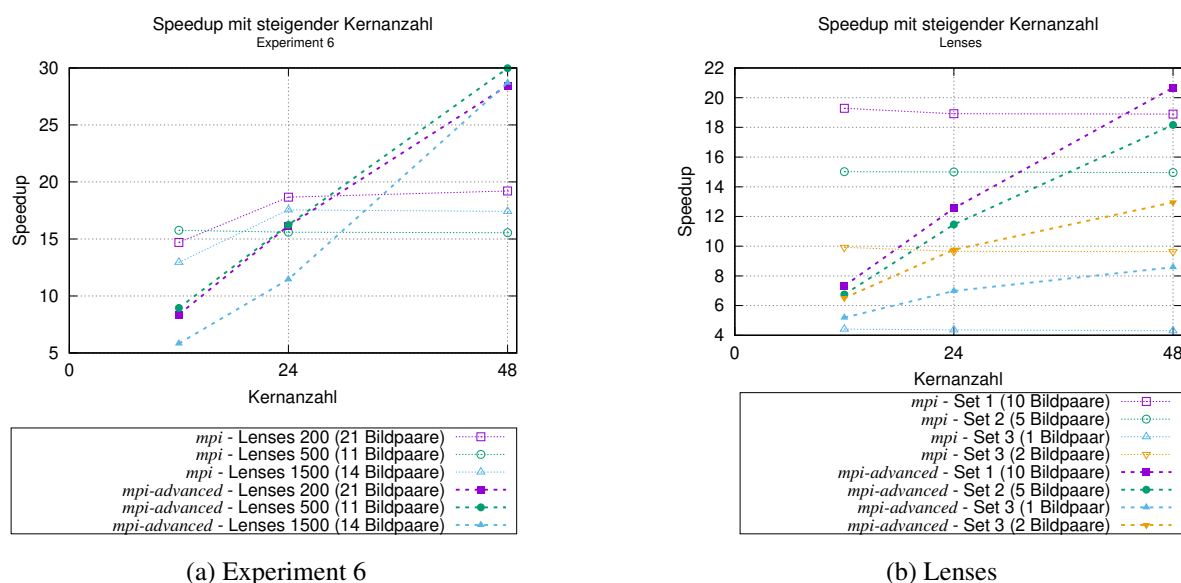 Speedup mit steigender Kernanzahl
Experiment 6
30
25
20
15
10
5
0
24
48
Speedup
Kernanzahl
mpi - Lenses 200 (21 Bildpaare)
mpi - Lenses 500 (11 Bildpaare)
mpi - Lenses 1500 (14 Bildpaare)
mpi-advanced - Lenses 200 (21 Bildpaare)
mpi-advanced - Lenses 500 (11 Bildpaare)
mpi-advanced - Lenses 1500 (14 Bildpaare)
(a) Experiment 6
Speedup mit steigender Kernanzahl
Lenses
22
20
18
16
14
12
10
8
6
4
0
24
48
Speedup
Kernanzahl
mpi - Set 1 (10 Bildpaare)
mpi - Set 2 (5 Bildpaare)
mpi - Set 3 (1 Bildpaar)
mpi - Set 3 (2 Bildpaare)
mpi-advanced - Set 1 (10 Bildpaare)
mpi-advanced - Set 2 (5 Bildpaare)
mpi-advanced - Set 3 (1 Bildpaar)
mpi-advanced - Set 3 (2 Bildpaare)
(b) Lenses